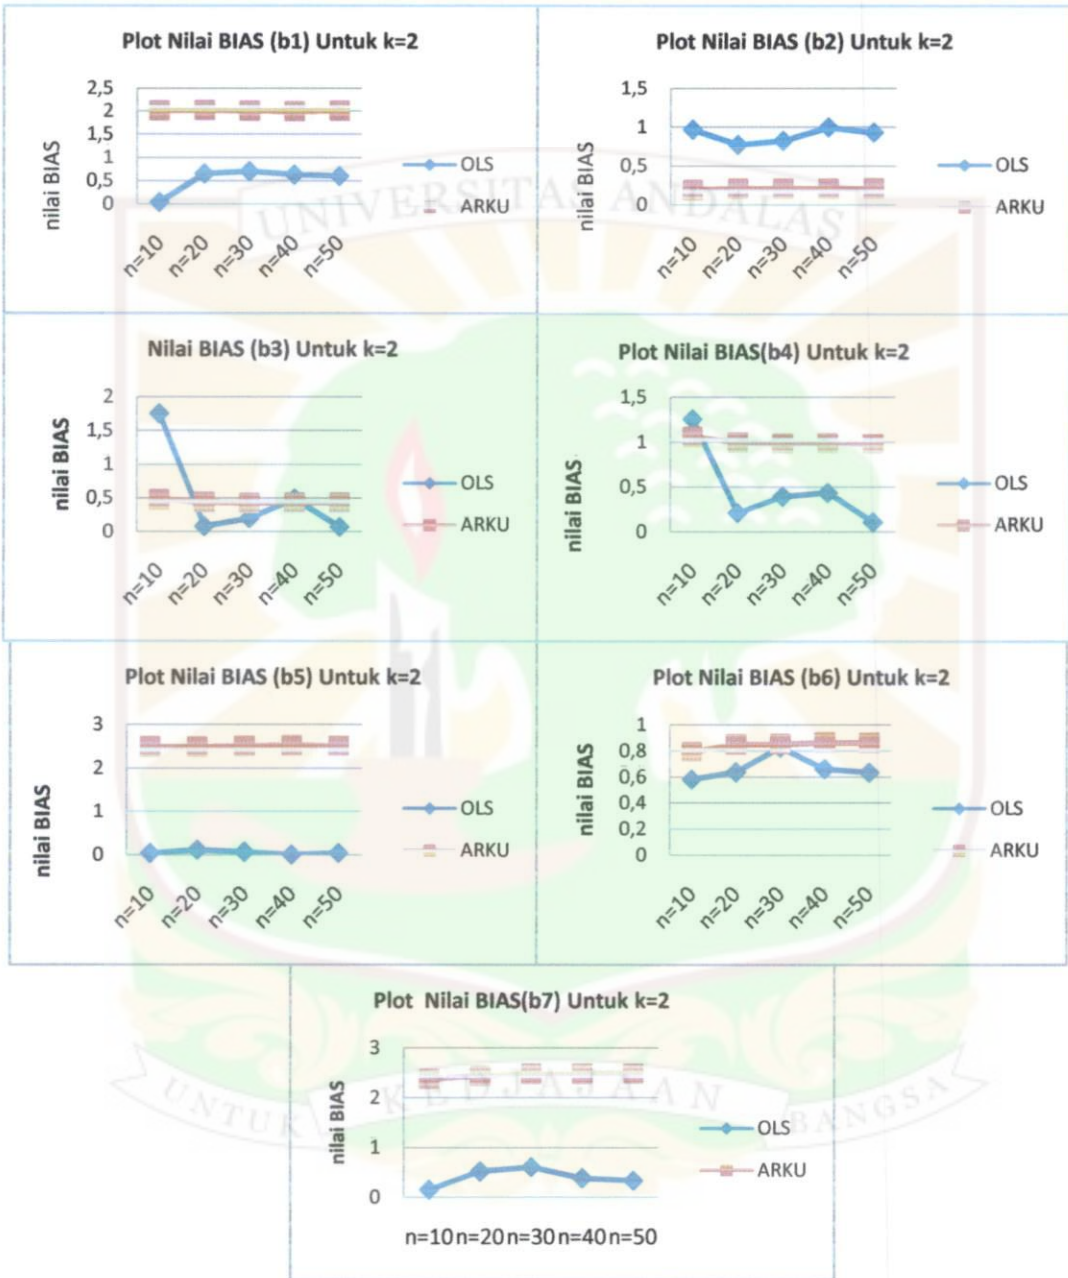 Plot Nilai BIAS (b1) Untuk k=2
2,5
2
1,5
1
0,5
0
nilai BIAS
n=10
n=20
n=30
n=40
n=50
OLS
ARKU
Plot Nilai BIAS (b2) Untuk k=2
1,5
1
0,5
0
nilai BIAS
n=10
n=20
n=30
n=40
n=50
OLS
ARKU
UNIVERSITAS ANDALAS
Nilai BIAS (b3) Untuk k=2
2
1,5
1
0,5
0
nilai BIAS
n=10
n=20
n=30
n=40
n=50
OLS
ARKU
Plot Nilai BIAS(b4) Untuk k=2
1,5
1
0,5
0
nilai BIAS
n=10
n=20
n=30
n=40
n=50
OLS
ARKU
Plot Nilai BIAS (b5) Untuk k=2
3
2
1
0
nilai BIAS
n=10
n=20
n=30
n=40
n=50
OLS
ARKU
Plot Nilai BIAS (b6) Untuk k=2
1
0,8
0,6
0,4
0,2
0
nilai BIAS
n=10
n=20
n=30
n=40
n=50
OLS
ARKU
Plot Nilai BIAS(b7) Untuk k=2
3
2
1
0
nilai BIAS
n=10n=20n=30n=40n=50
OLS
ARKU
UNTUK KEDJAJAAN BANGSA